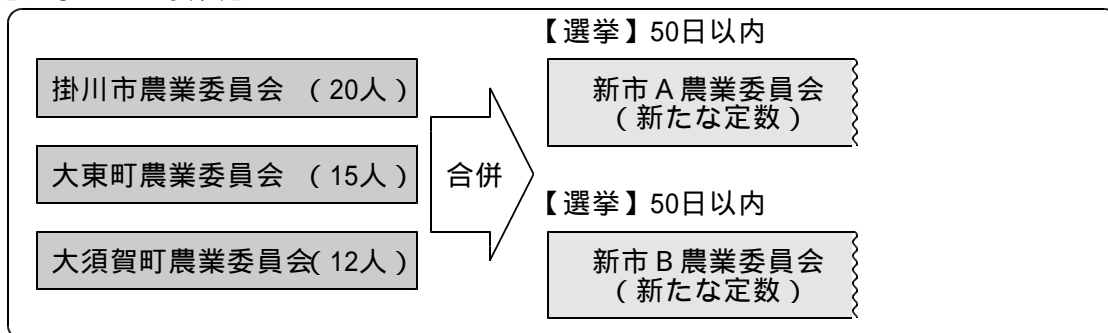 【選挙】50日以内
掛川市農業委員会 （20人）
新市Ａ農業委員会
（新たな定数）
大東町農業委員会 （15人）
合併
【選挙】50日以内
大須賀町農業委員会（12人）
新市Ｂ農業委員会
（新たな定数）